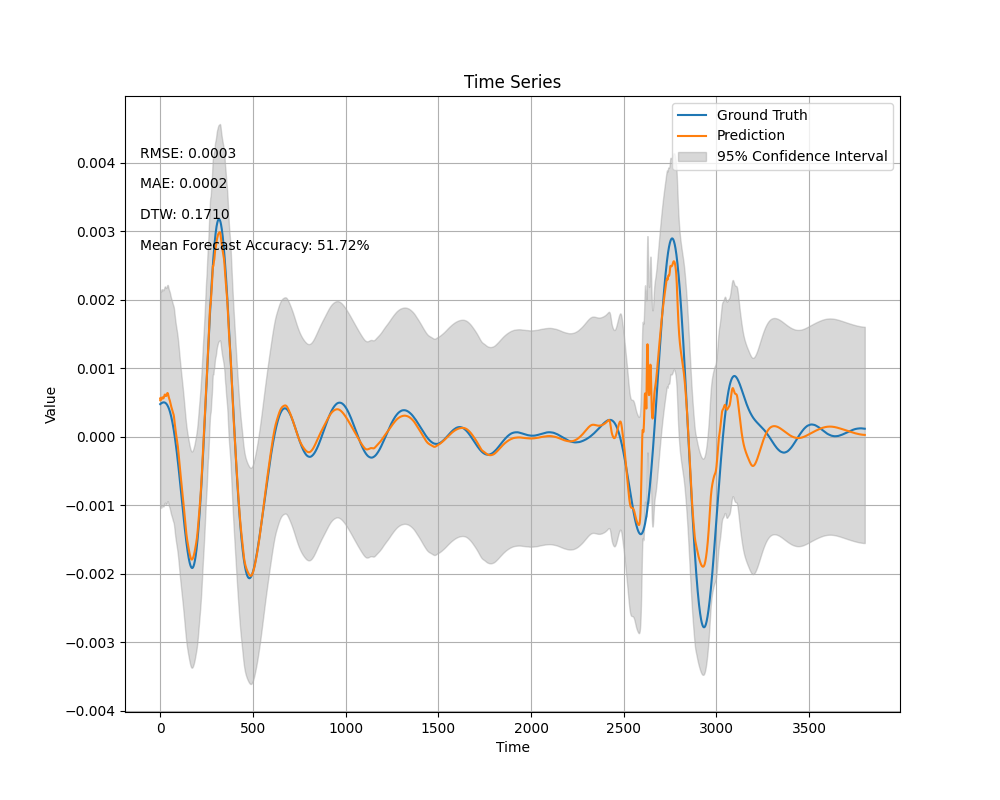 Time Series
Ground Truth
Prediction
95% Confidence Interval
RMSE: 0.0003
MAE: 0.0002
DTW: 0.1710
Mean Forecast Accuracy: 51.72%
0.004
0.003
0.002
0.001
0.000
−0.001
−0.002
−0.003
−0.004
Value
0 500 1000 1500 2000 2500 3000 3500
Time